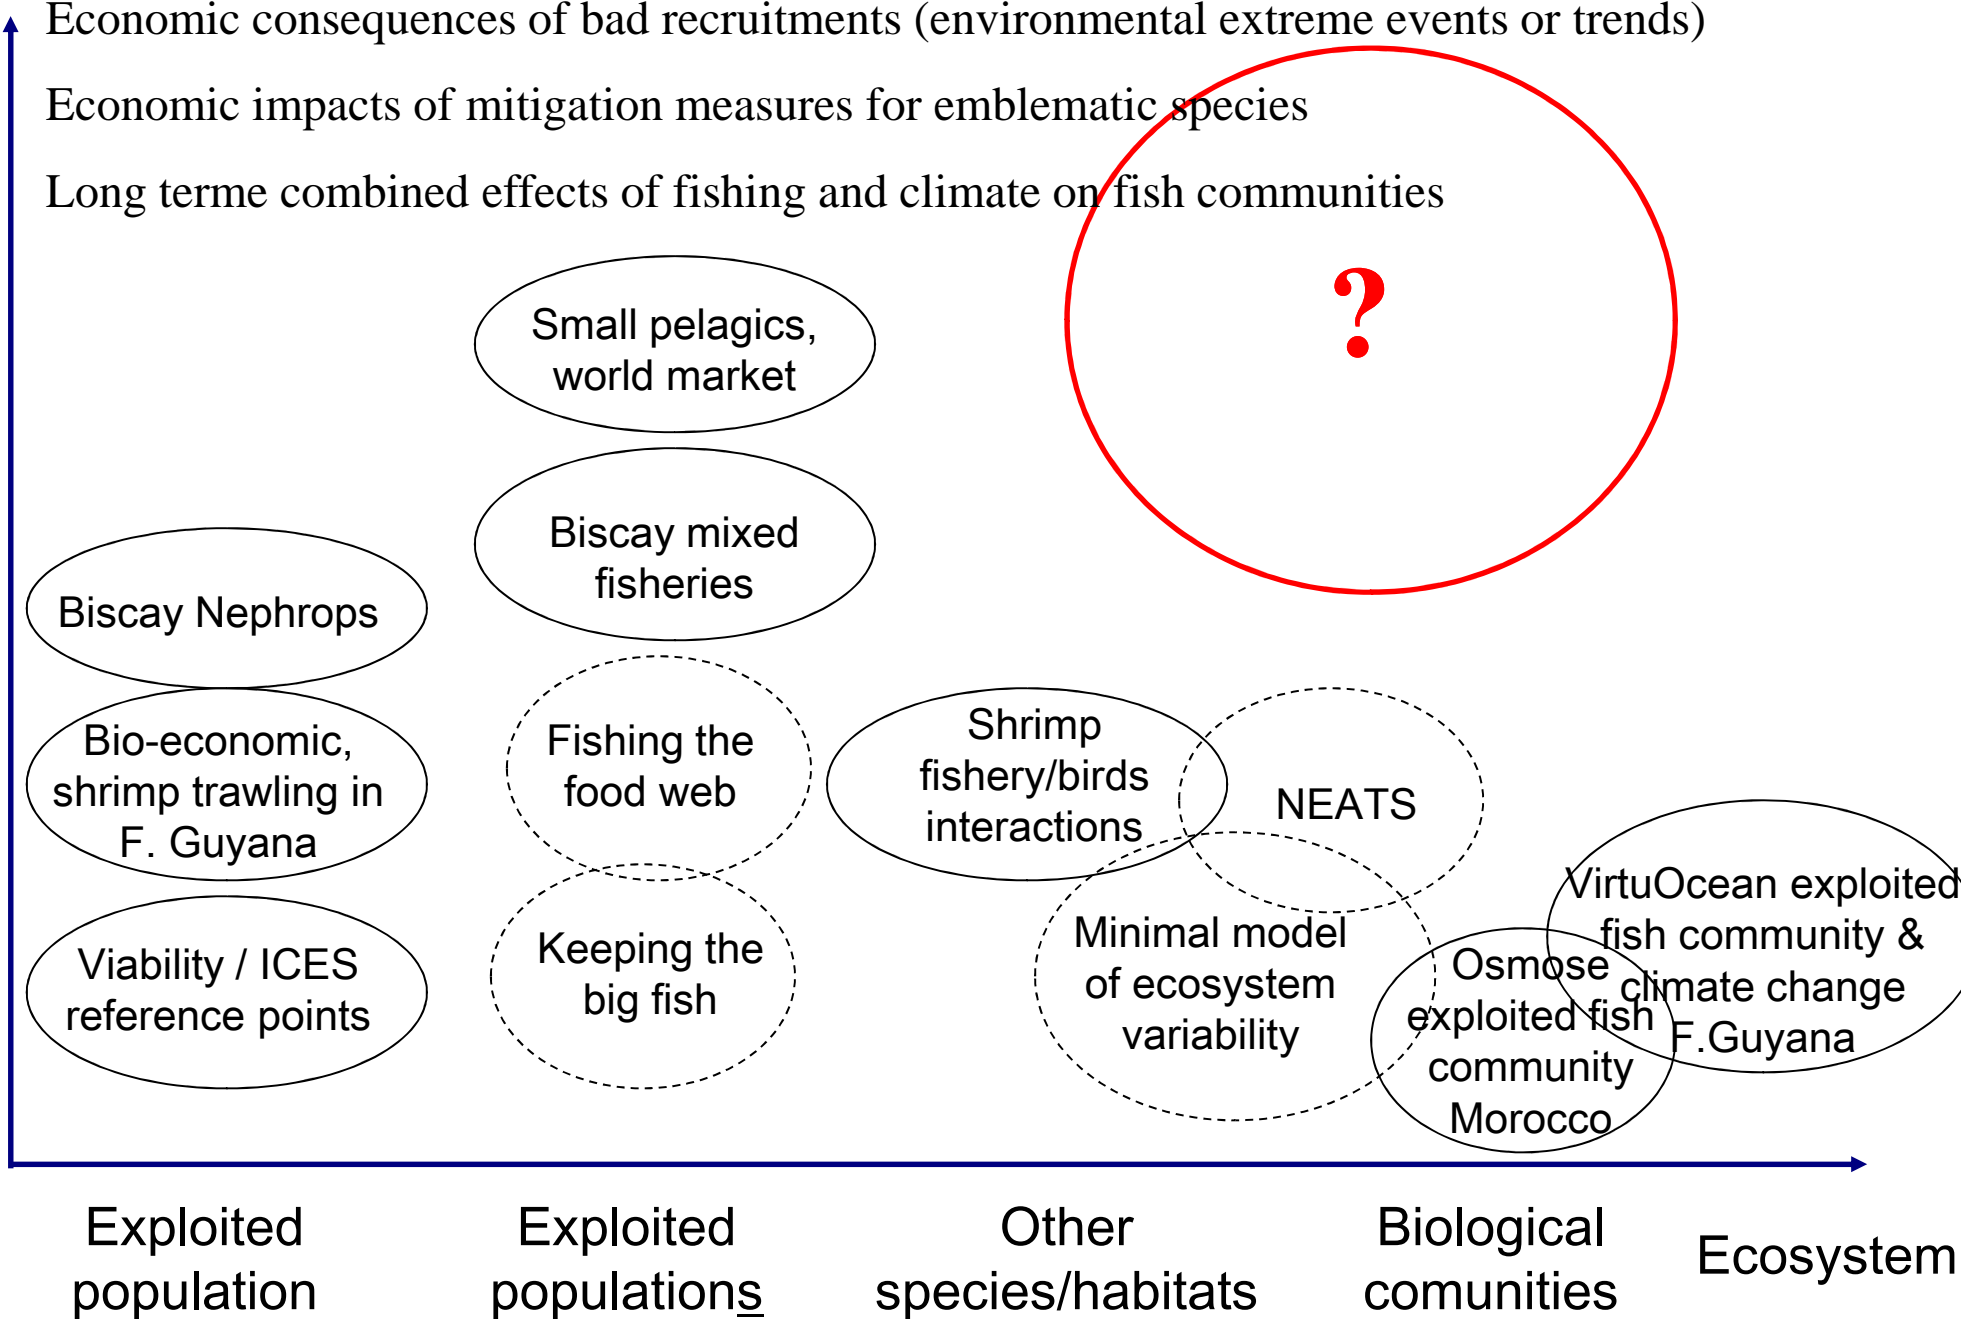 Economic consequences of bad recruitments (environmental extreme events or trends)
Economic impacts of mitigation measures for emblematic species
Long terme combined effects of fishing and climate on fish communities
?
Small pelagics,
world market
Biscay mixed
fisheries
Biscay Nephrops
Bio-economic,
shrimp trawling in
F. Guyana
Fishing the
food web
Shrimp
fishery/birds
interactions
NEATS
Viability / ICES
reference points
Keeping the
big fish
Minimal model
of ecosystem
variability
Osmose
exploited fish
community
Morocco
VirtuOcean exploited
fish community &
climate change
F.Guyana
Exploited
population
Exploited
populations
Other
species/habitats
Biological
comunities
Ecosystem